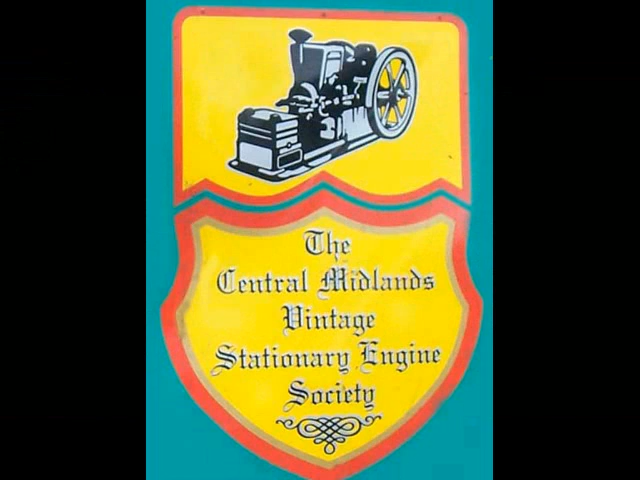 The
Central Midlands
Vintage
Stationary Engine
Society